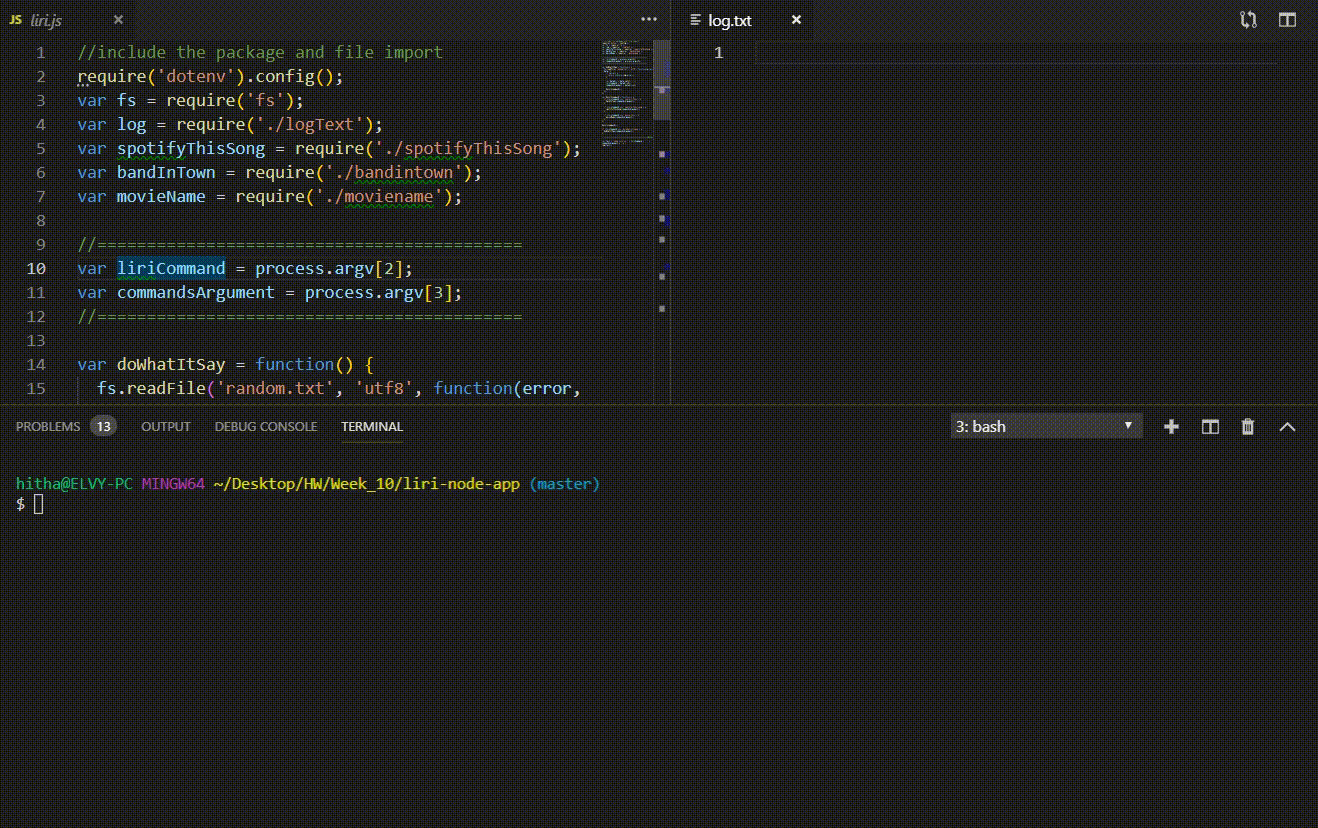 JS liri.js ×
1 //include the package and file import
2 require('dotenv').config();
3 var fs = require('fs');
4 var log = require('./logText');
5 var spotifyThisSong = require('./spotifyThisSong');
6 var bandInTown = require('./bandintown');
7 var movieName = require('./moviename');
8
9 //===========================================
10 var liriCommand = process.argv[2];
11 var commandsArgument = process.argv[3];
12 //===========================================
13
14 var doWhatItSay = function() {
15 fs.readFile('random.txt', 'utf8', function(error,
log.txt ×
1
PROBLEMS 13 OUTPUT DEBUG CONSOLE TERMINAL 3: bash
hitha@ELVY-PC MINGW64 ~/Desktop/HW/Week_10/liri-node-app (master)
$